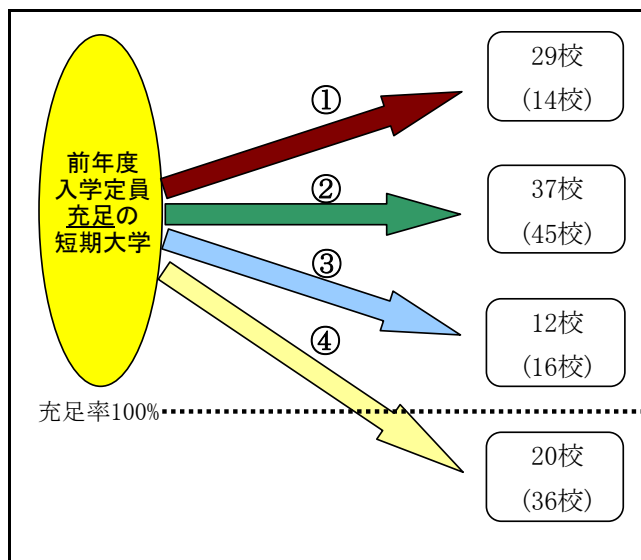 前年度
入学定員
充足の
短期大学
①
29校
(14校)
②
37校
(45校)
③
12校
(16校)
④
充足率100%
20校
(36校)